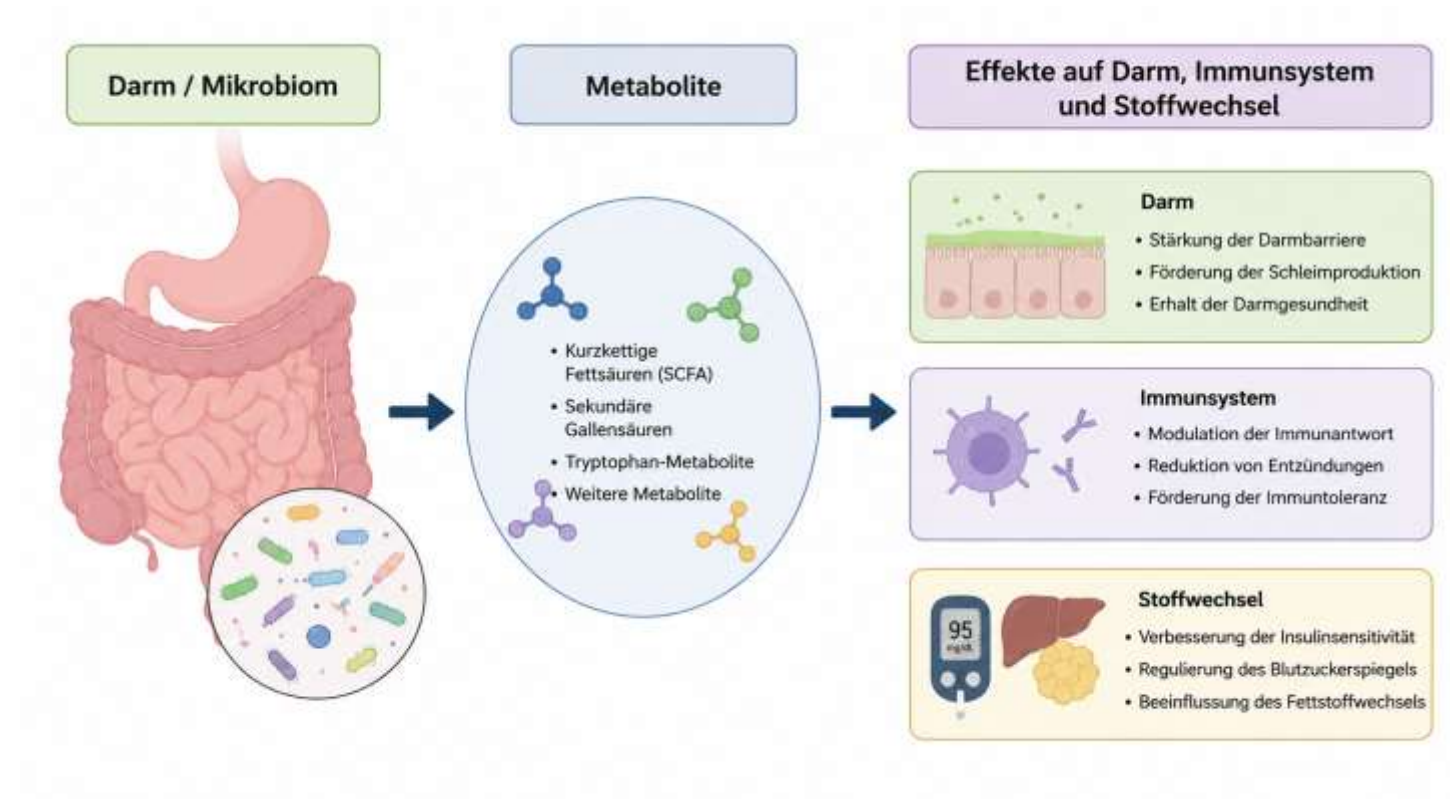 Darm / Mikrobiom
Metabolite
Effekte auf Darm, Immunsystem
und Stoffwechsel
• Kurzkettige
Fettsäuren (SCFA)
• Sekundäre
Gallensäuren
• Tryptophan-Metabolite
• Weitere Metabolite
Darm
• Stärkung der Darmbarriere
• Förderung der Schleimproduktion
• Erhalt der Darmgesundheit
Immunsystem
• Modulation der Immunantwort
• Reduktion von Entzündungen
• Förderung der Immuntoleranz
95
Stoffwechsel
• Verbesserung der Insulinsensitivität
• Regulierung des Blutzuckerspiegels
• Beeinflussung des Fettstoffwechsels